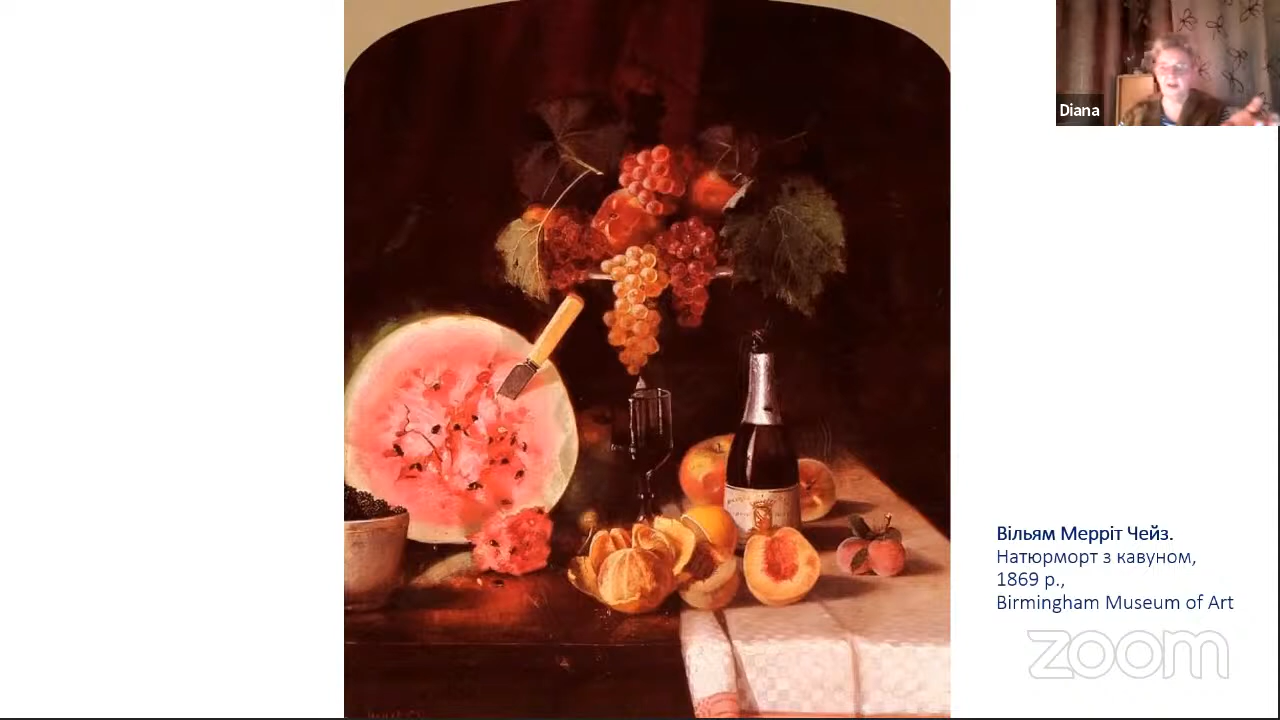 Diana
Вільям Мерріт Чейз.
Натюрморт з кавуном,
1869 р.,
Birmingham Museum of Art
zoom